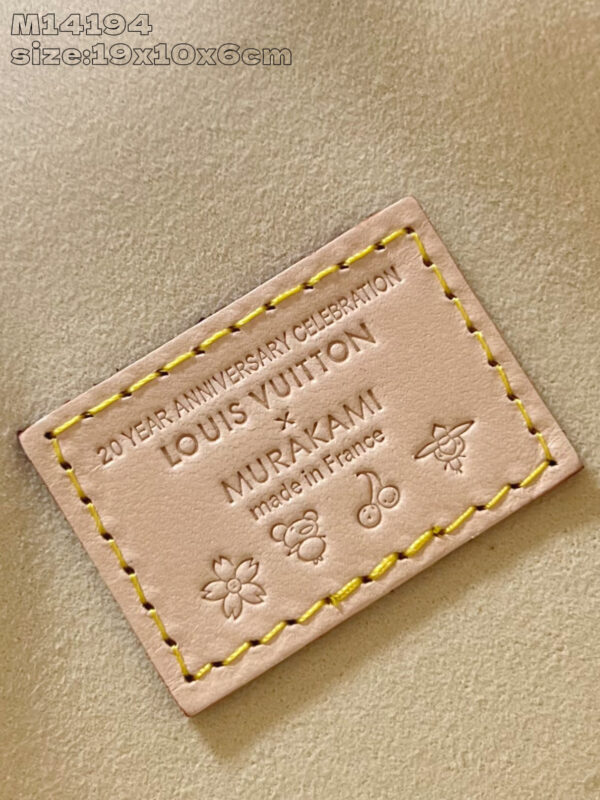 M14194
size:19x10x6cm
20 YEAR ANNIVERSARY CELEBRATION
LOUIS VUITTON
×
MURAKAMI
made in France